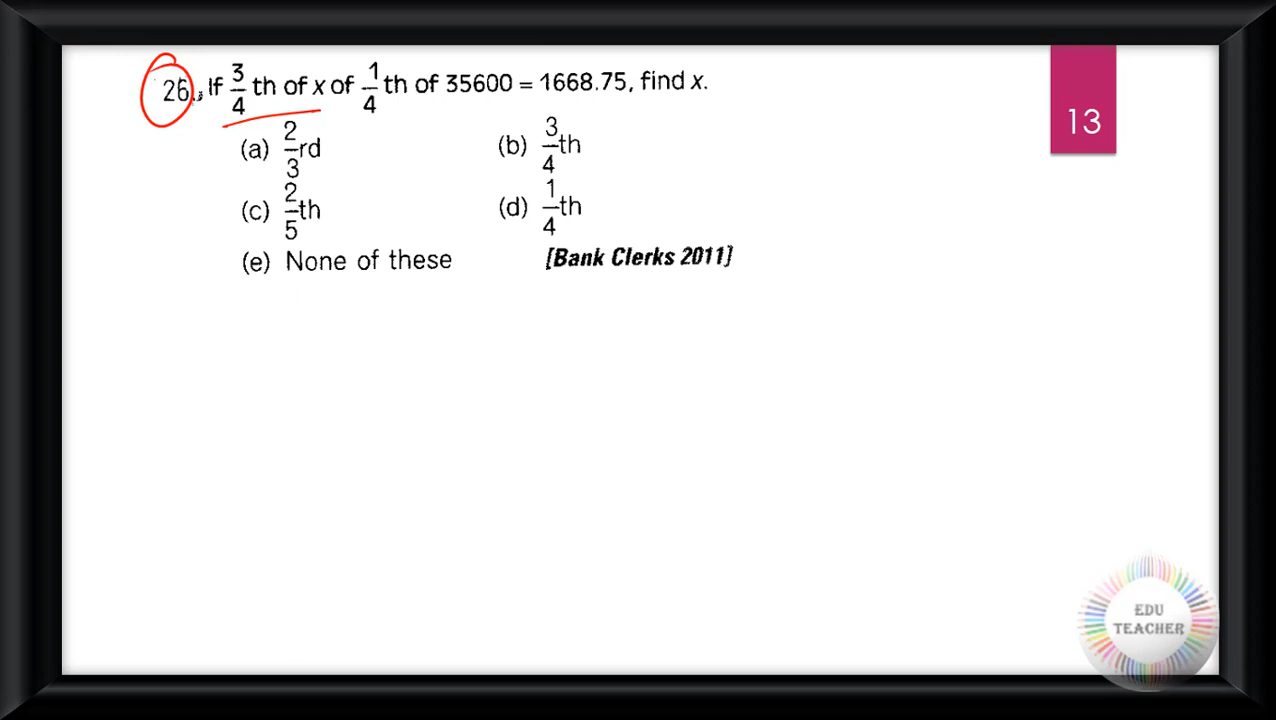 26., If 3/4 th of x of 1/4 th of 35600 = 1668.75, find x.
13
(a) 2/3 rd (b) 3/4 th
(c) 2/5 th (d) 1/4 th
(e) None of these [Bank Clerks 2011]
EDU
TEACHER